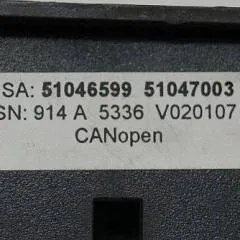 SA: 51046599 51047003
SN: 914 A 5336 V020107
CANopen